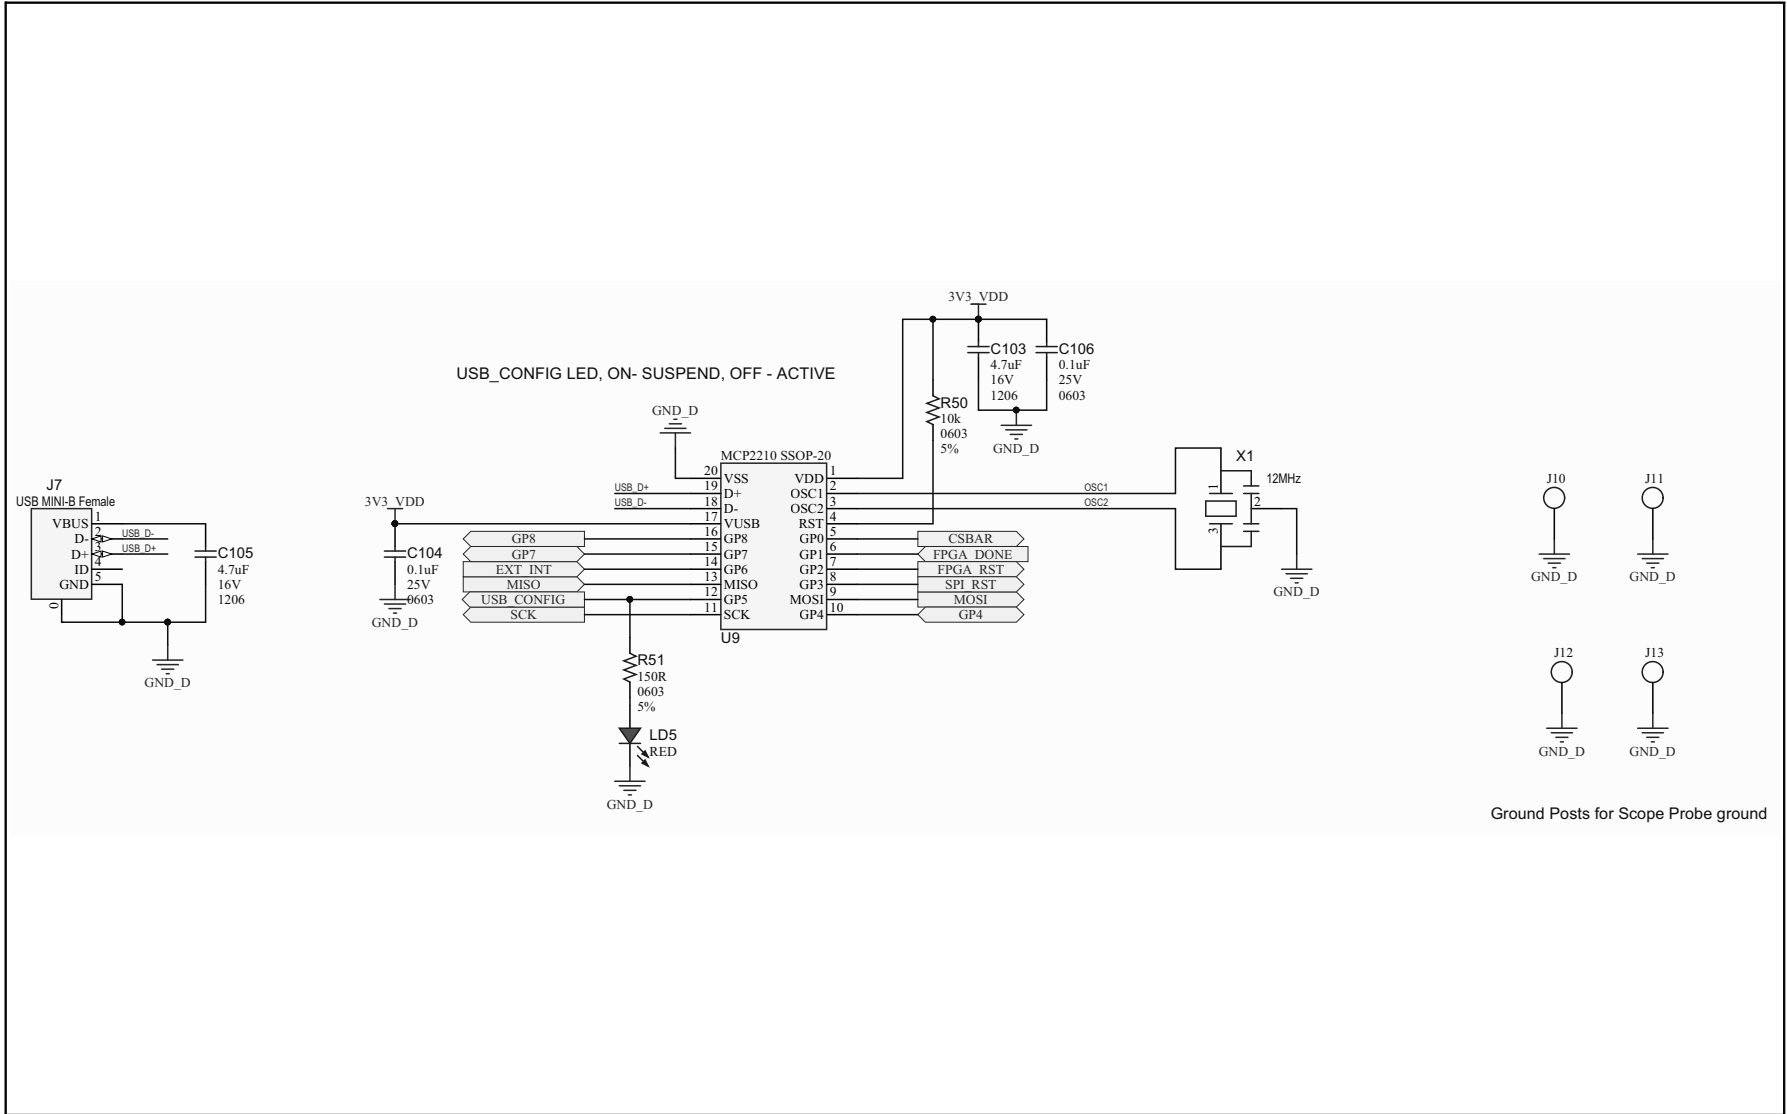 USB_CONFIG LED, ON- SUSPEND, OFF - ACTIVE
J7
USB MINI-B Female
VBUS 1
D- 2
D+ 3
ID 4
GND 5
0
USB_D-
USB_D+
C105
4.7uF
16V
1206
GND_D
3V3_VDD
C104
0.1uF
25V
0603
GND_D
GND_D
USB_D+
USB_D-
GP8
GP7
EXT_INT
MISO
USB_CONFIG
SCK
MCP2210 SSOP-20
20 VSS
19 D+
18 D-
17 VUSB
16 GP8
15 GP7
14 GP6
13 MISO
12 GP5
11 SCK
VDD 1
OSC1 2
OSC2 3
RST 4
GP0 5
GP1 6
GP2 7
GP3 8
MOSI 9
GP4 10
U9
R51
150R
0603
5%
LD5
RED
GND_D
3V3_VDD
C103
4.7uF
16V
1206
C106
0.1uF
25V
0603
GND_D
R50
10k
0603
5%
CSBAR
FPGA_DONE
FPGA_RST
SPI_RST
MOSI
GP4
OSC1
OSC2
X1
12MHz
1
2
3
GND_D
J10
GND_D
J11
GND_D
J12
GND_D
J13
GND_D
Ground Posts for Scope Probe ground